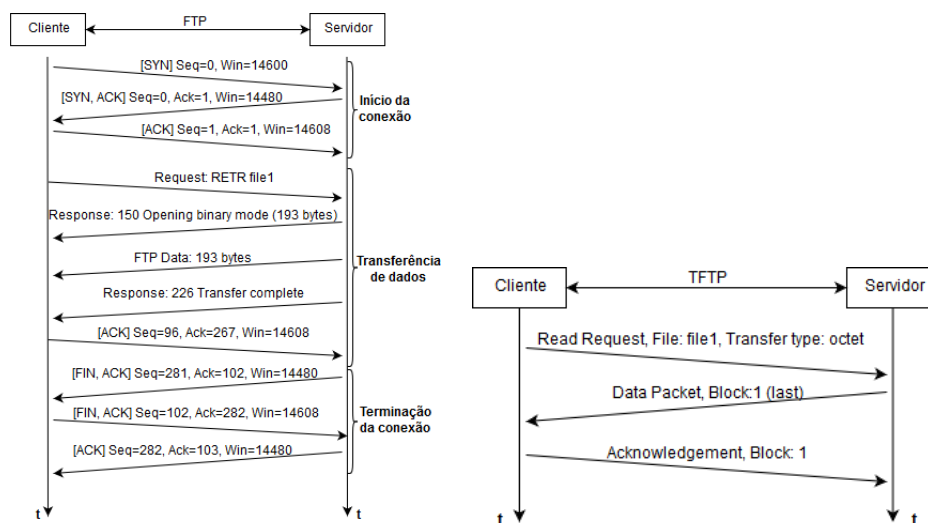 Cliente
FTP
Servidor
[SYN] Seq=0, Win=14600
[SYN, ACK] Seq=0, Ack=1, Win=14480
[ACK] Seq=1, Ack=1, Win=14608
Início da
conexão
Request: RETR file1
Response: 150 Opening binary mode (193 bytes)
FTP Data: 193 bytes
Response: 226 Transfer complete
[ACK] Seq=96, Ack=267, Win=14608
Transferência
de dados
[FIN, ACK] Seq=281, Ack=102, Win=14480
[FIN, ACK] Seq=102, Ack=282, Win=14608
[ACK] Seq=282, Ack=103, Win=14480
Terminação
da conexão
t
t
Cliente
TFTP
Servidor
Read Request, File: file1, Transfer type: octet
Data Packet, Block:1 (last)
Acknowledgement, Block: 1
t
t